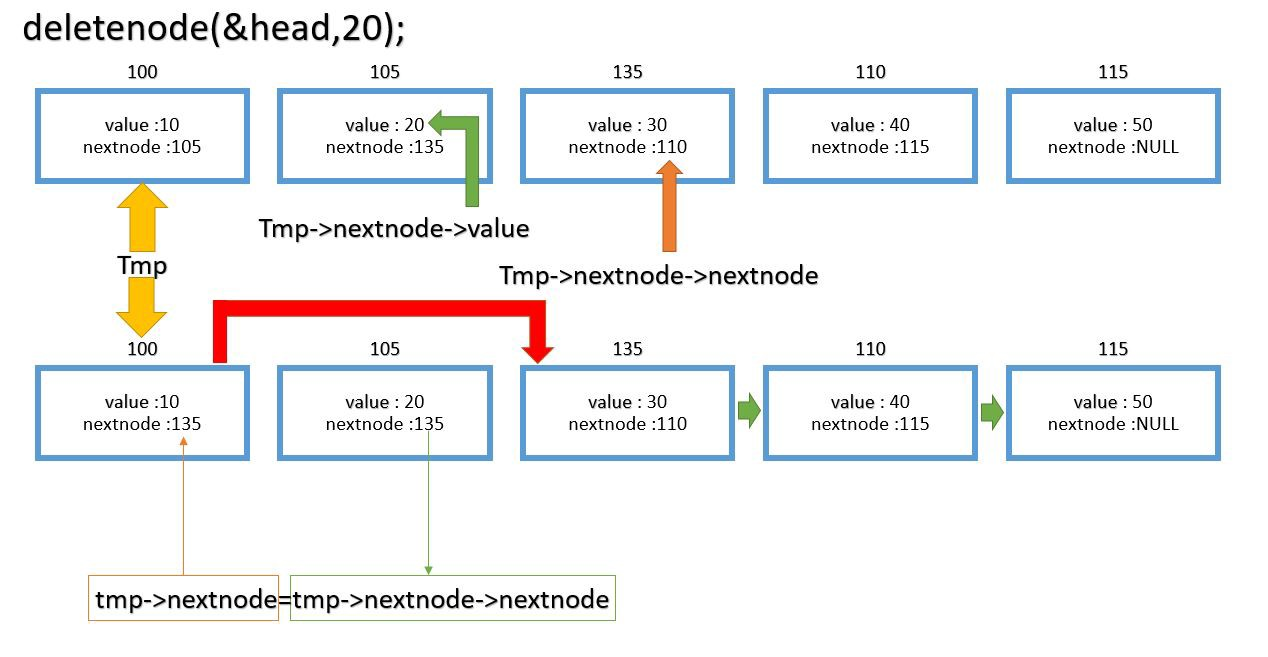 deletenode(&head,20);
100 105 135 110 115
value :10 value : 20 value : 30 value : 40 value : 50
nextnode :105 nextnode :135 nextnode :110 nextnode :115 nextnode :NULL
Tmp->nextnode->value
Tmp
Tmp->nextnode->nextnode
100 105 135 110 115
value :10 value : 20 value : 30 value : 40 value : 50
nextnode :135 nextnode :135 nextnode :110 nextnode :115 nextnode :NULL
tmp->nextnode=tmp->nextnode->nextnode